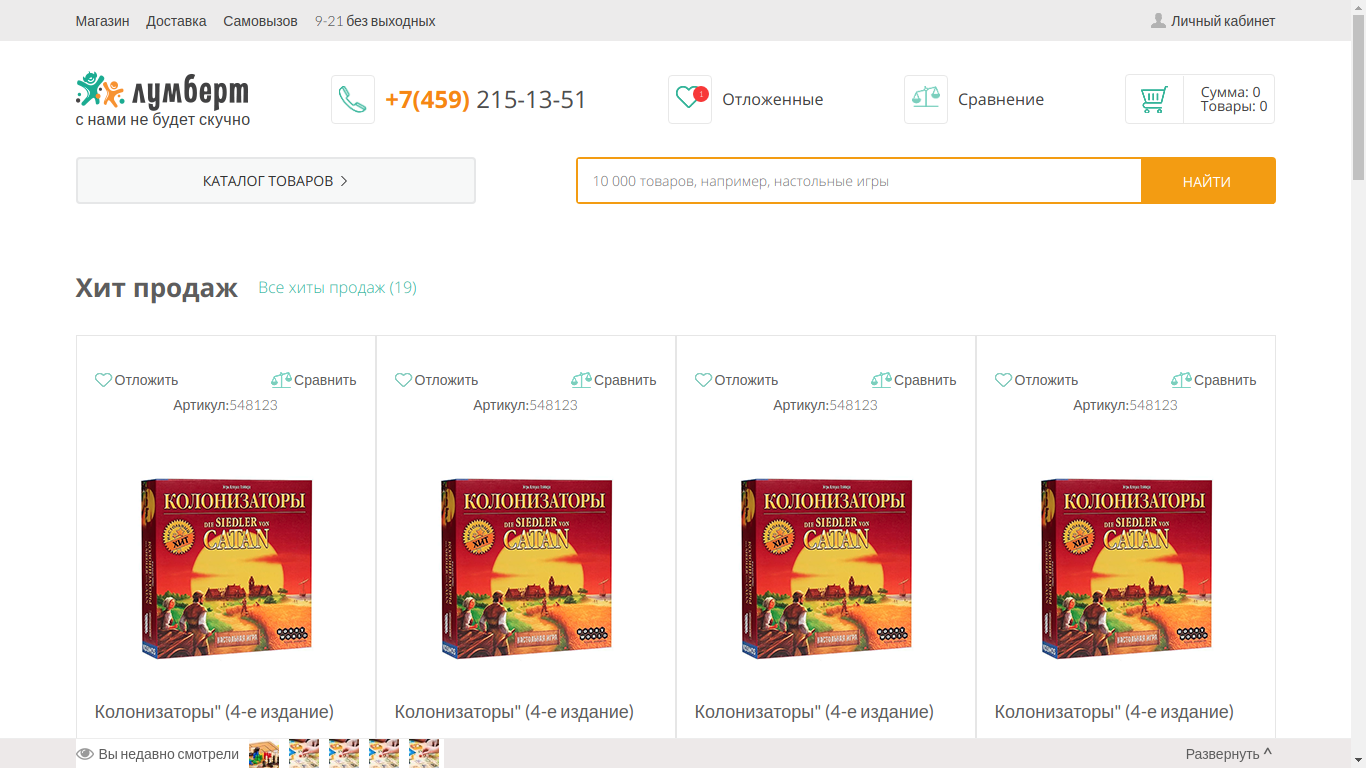 Магазин Доставка Самовызов 9-21 без выходных Личный кабинет
лумберт
с нами не будет скучно
+7(459) 215-13-51
1
Отложенные
Сравнение
Сумма: 0
Товары: 0
КАТАЛОГ ТОВАРОВ
10 000 товаров, например, настольные игры
НАЙТИ
Хит продаж Все хиты продаж (19)
Отложить Сравнить
Артикул:548123
КОЛОНИЗАТОРЫ
DIE SIEDLER VON
CATAN
ХИТ
НАСТОЛЬНАЯ ИГРА
KOSMOS
Колонизаторы" (4-е издание)
Отложить Сравнить
Артикул:548123
КОЛОНИЗАТОРЫ
DIE SIEDLER VON
CATAN
ХИТ
НАСТОЛЬНАЯ ИГРА
KOSMOS
Колонизаторы" (4-е издание)
Отложить Сравнить
Артикул:548123
КОЛОНИЗАТОРЫ
DIE SIEDLER VON
CATAN
ХИТ
НАСТОЛЬНАЯ ИГРА
KOSMOS
Колонизаторы" (4-е издание)
Отложить Сравнить
Артикул:548123
КОЛОНИЗАТОРЫ
DIE SIEDLER VON
CATAN
ХИТ
НАСТОЛЬНАЯ ИГРА
KOSMOS
Колонизаторы" (4-е издание)
Вы недавно смотрели Развернуть ^